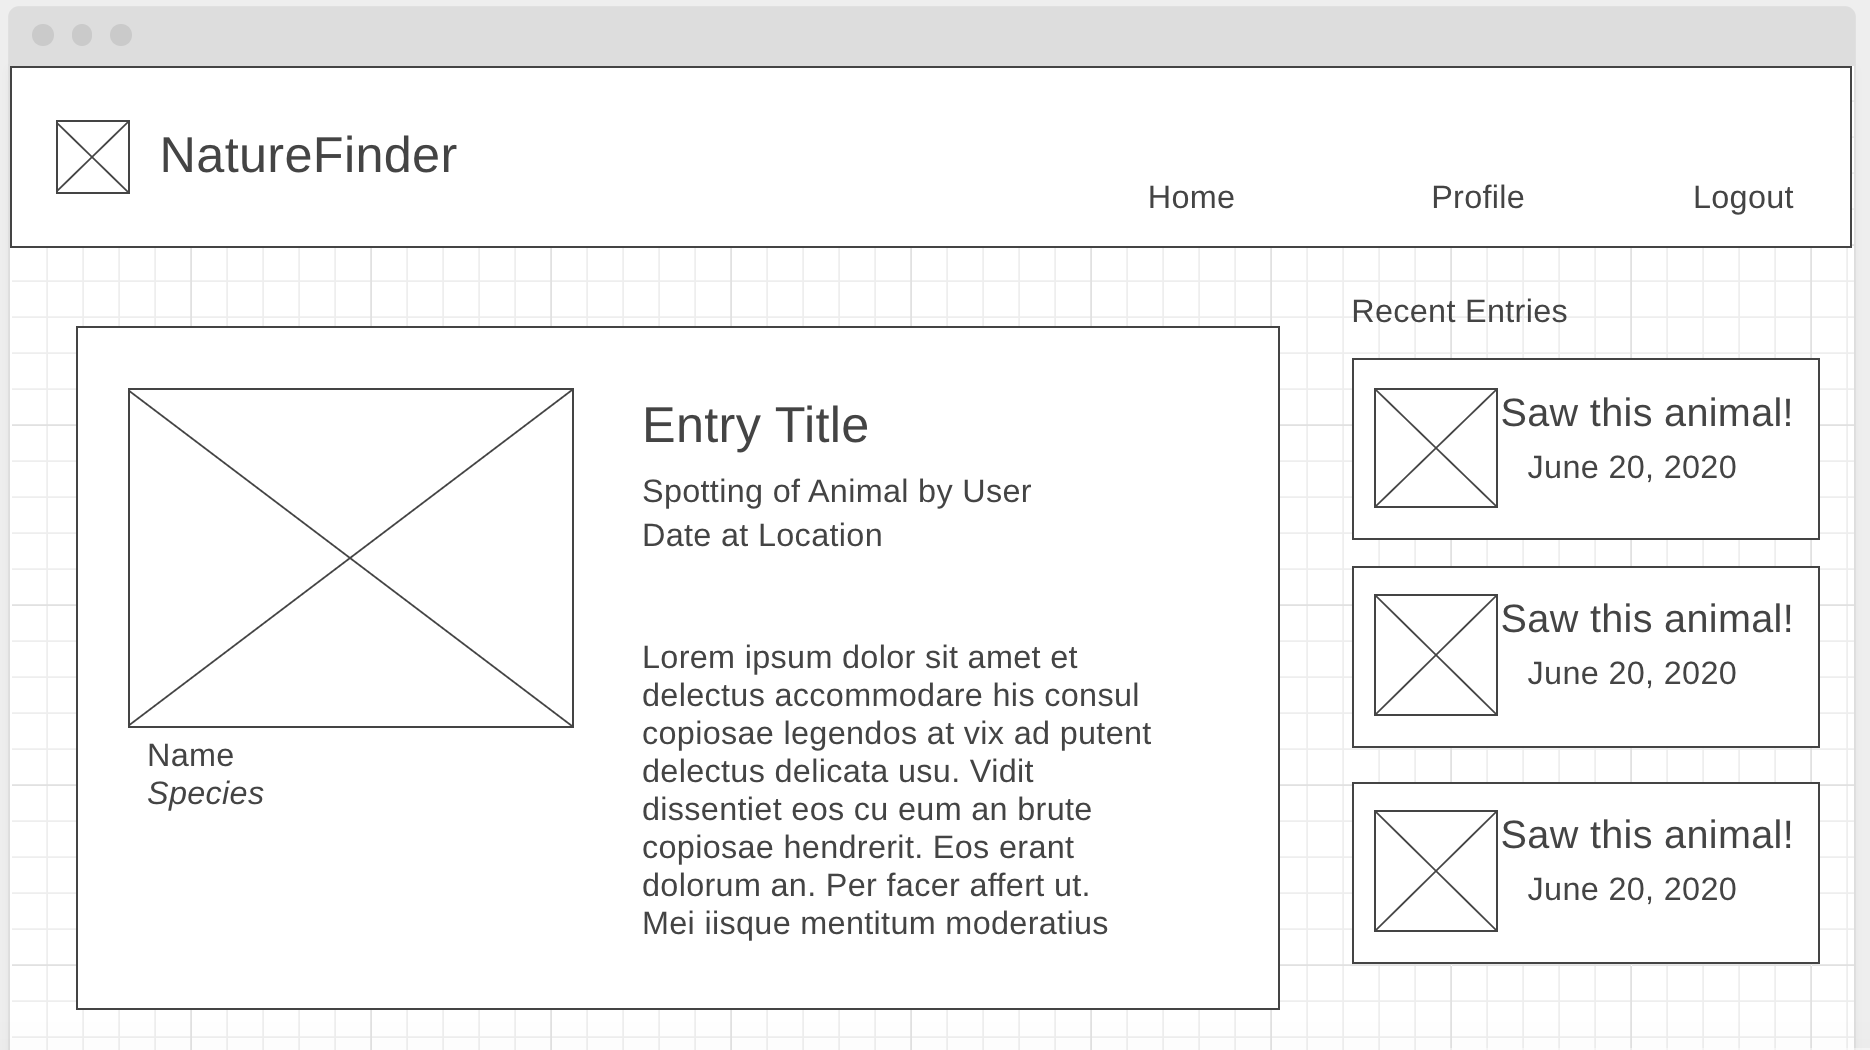 NatureFinder
Home
Profile
Logout
Entry Title
Spotting of Animal by User
Date at Location
Lorem ipsum dolor sit amet et
delectus accommodare his consul
copiosae legendos at vix ad putent
delectus delicata usu. Vidit
dissentiet eos cu eum an brute
copiosae hendrerit. Eos erant
dolorum an. Per facer affert ut.
Mei iisque mentitum moderatius
Name
Species
Recent Entries
Saw this animal!
June 20, 2020
Saw this animal!
June 20, 2020
Saw this animal!
June 20, 2020